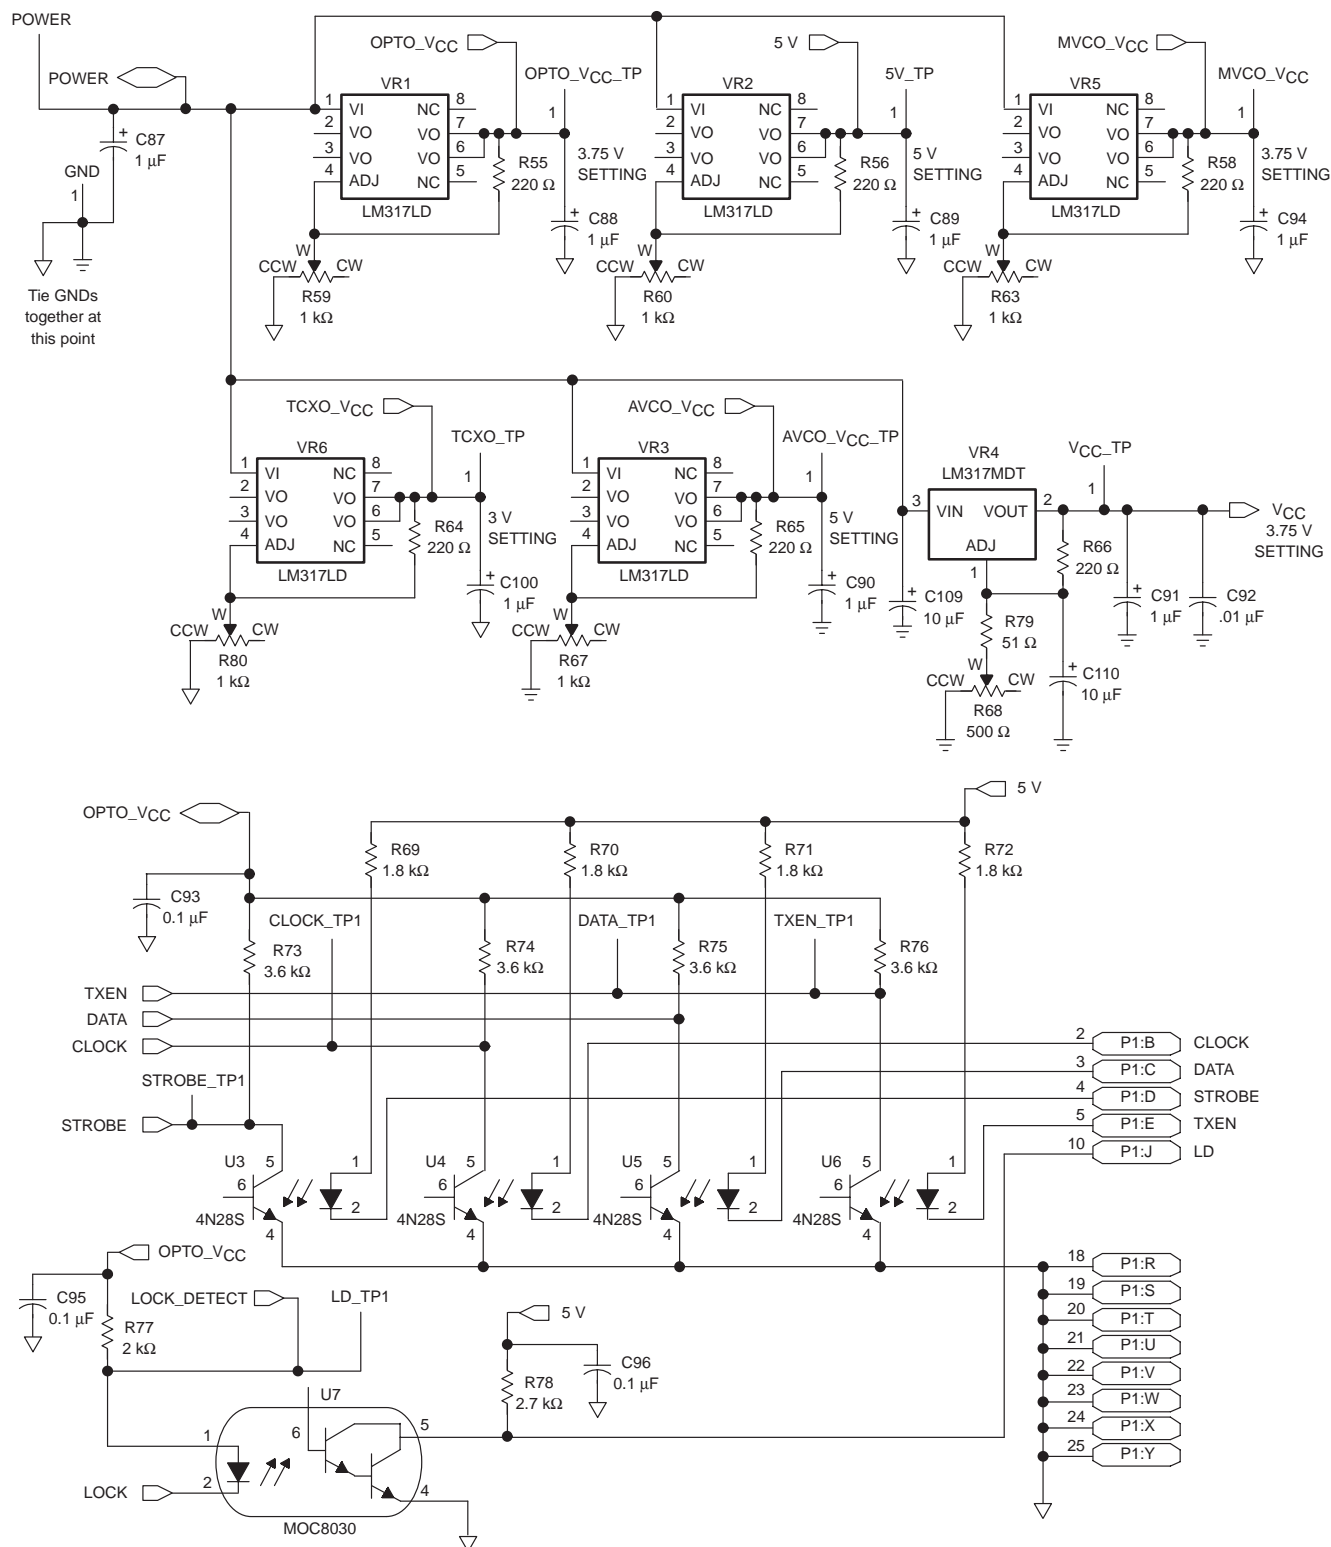 POWER
POWER
C87
1 µF
+
GND
1
Tie GNDs
together at
this point
OPTO_VCC
VR1
OPTO_VCC_TP
1 VI NC 8
2 VO VO 7
3 VO VO 6
4 ADJ NC 5
LM317LD
1
R55
220 Ω
3.75 V
SETTING
+
C88
1 µF
W
CCW CW
R59
1 kΩ
5 V
VR2
5V_TP
1 VI NC 8
2 VO VO 7
3 VO VO 6
4 ADJ NC 5
LM317LD
1
R56
220 Ω
5 V
SETTING
+
C89
1 µF
W
CCW CW
R60
1 kΩ
MVCO_VCC
VR5
MVCO_VCC
1 VI NC 8
2 VO VO 7
3 VO VO 6
4 ADJ NC 5
LM317LD
1
R58
220 Ω
3.75 V
SETTING
+
C94
1 µF
W
CCW CW
R63
1 kΩ
TCXO_VCC
VR6
TCXO_TP
1 VI NC 8
2 VO VO 7
3 VO VO 6
4 ADJ NC 5
LM317LD
1
R64
220 Ω
3 V
SETTING
+
C100
1 µF
W
CCW CW
R80
1 kΩ
AVCO_VCC
VR3
AVCO_VCC_TP
1 VI NC 8
2 VO VO 7
3 VO VO 6
4 ADJ NC 5
LM317LD
1
R65
220 Ω
5 V
SETTING
+
C90
1 µF
W
CCW CW
R67
1 kΩ
VR4
LM317MDT
VCC_TP
3 VIN VOUT 2
ADJ
1
1
VCC
3.75 V
SETTING
R66
220 Ω
+
C109
10 µF
R79
51 Ω
+
C91
1 µF
C92
.01 µF
W
CCW CW
R68
500 Ω
+
C110
10 µF
5 V
OPTO_VCC
R69
1.8 kΩ
R70
1.8 kΩ
R71
1.8 kΩ
R72
1.8 kΩ
C93
0.1 µF
CLOCK_TP1
DATA_TP1
TXEN_TP1
R73
3.6 kΩ
R74
3.6 kΩ
R75
3.6 kΩ
R76
3.6 kΩ
TXEN
DATA
CLOCK
STROBE_TP1
STROBE
2 P1:B CLOCK
3 P1:C DATA
4 P1:D STROBE
5 P1:E TXEN
10 P1:J LD
U3 5 1
6
2
4N28S
4
U4 5 1
6
2
4N28S
4
U5 5 1
6
2
4N28S
4
U6 5 1
6
2
4N28S
4
OPTO_VCC
C95
0.1 µF
R77
2 kΩ
LOCK_DETECT
LD_TP1
5 V
C96
0.1 µF
R78
2.7 kΩ
U7
1
6
5
2
4
LOCK
MOC8030
18 P1:R
19 P1:S
20 P1:T
21 P1:U
22 P1:V
23 P1:W
24 P1:X
25 P1:Y